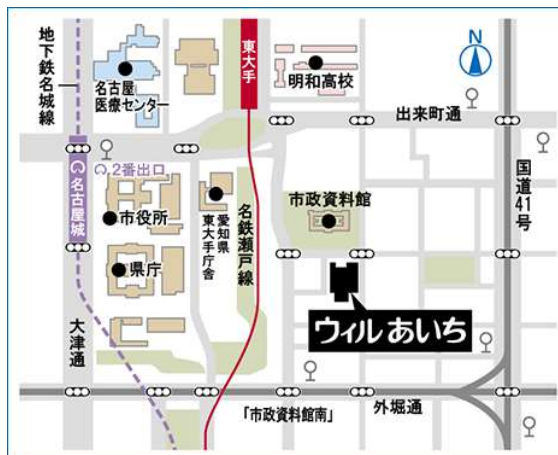 地下鉄名城線
名古屋
医療センター
東大手
明和高校
N
出来町通
2番出口
名古屋城
市役所
愛知県
東大手庁舎
名鉄瀬戸線
市政資料館
国道41号
県庁
ウィルあいち
大津通
「市政資料館南」
外堀通